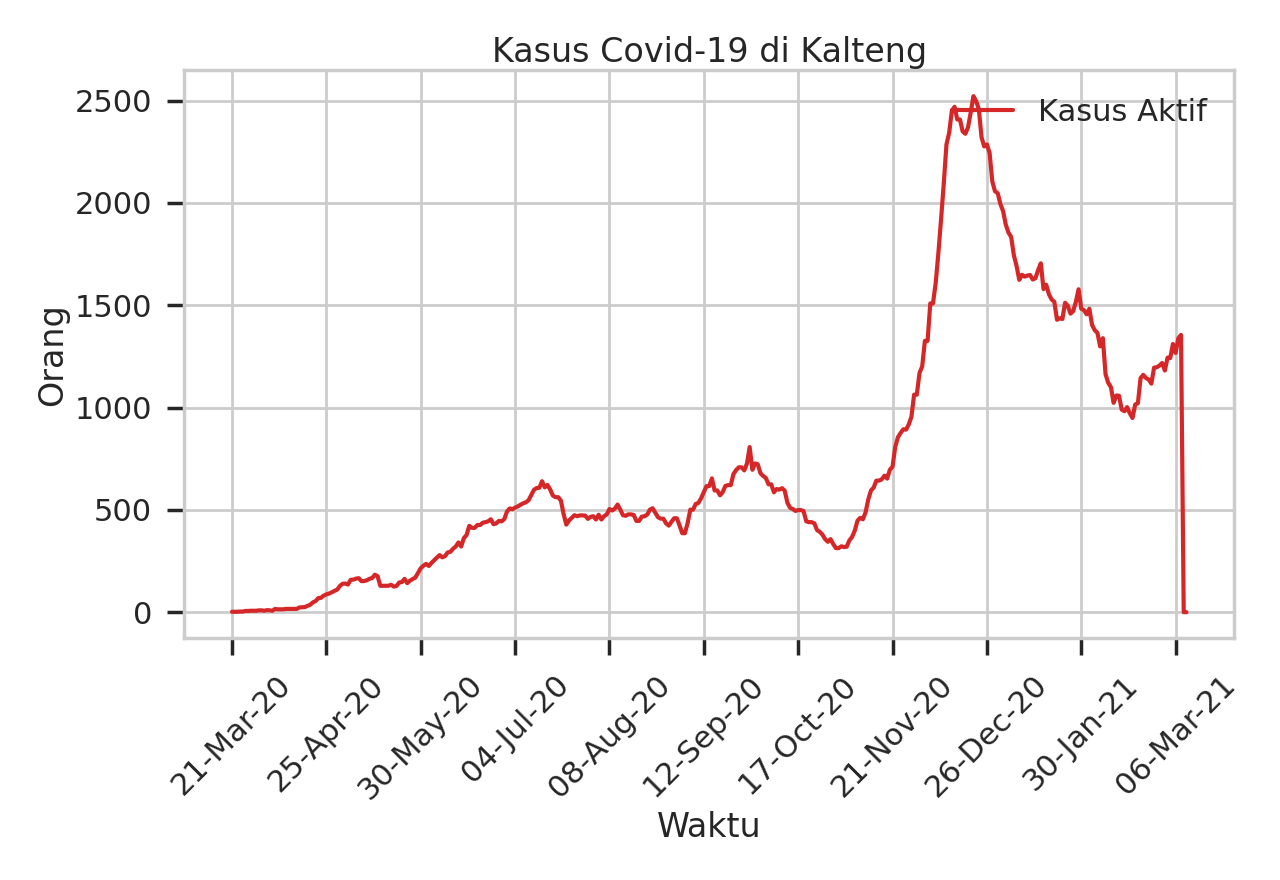 Kasus Covid-19 di Kalteng
Kasus Aktif
2500
2000
1500
1000
500
0
Orang
21-Mar-20
25-Apr-20
30-May-20
04-Jul-20
08-Aug-20
12-Sep-20
17-Oct-20
21-Nov-20
26-Dec-20
30-Jan-21
06-Mar-21
Waktu